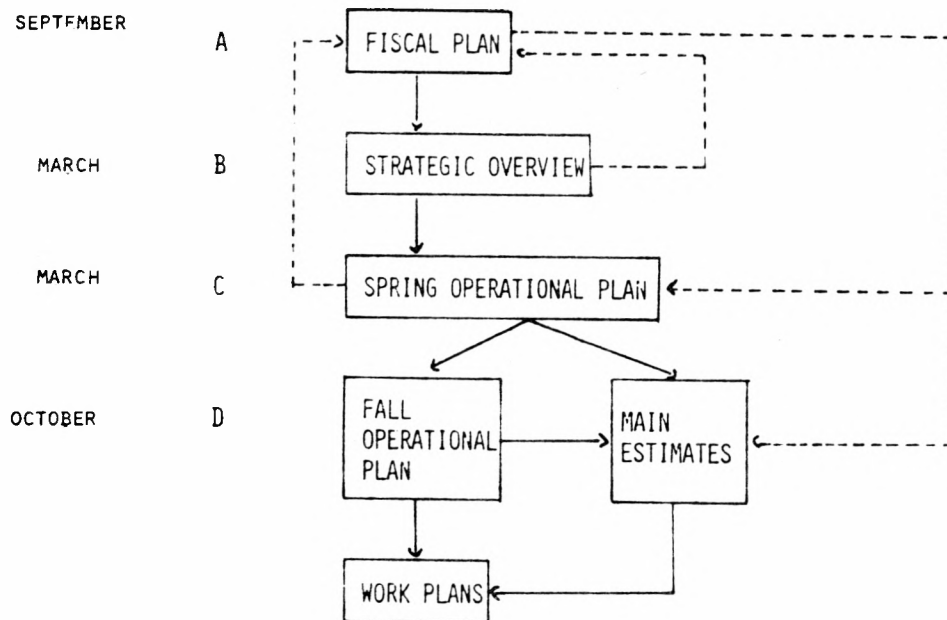 SEPTEMBER
A
FISCAL PLAN
MARCH
B
STRATEGIC OVERVIEW
MARCH
C
SPRING OPERATIONAL PLAN
OCTOBER
D
FALL
OPERATIONAL
PLAN
MAIN
ESTIMATES
WORK PLANS